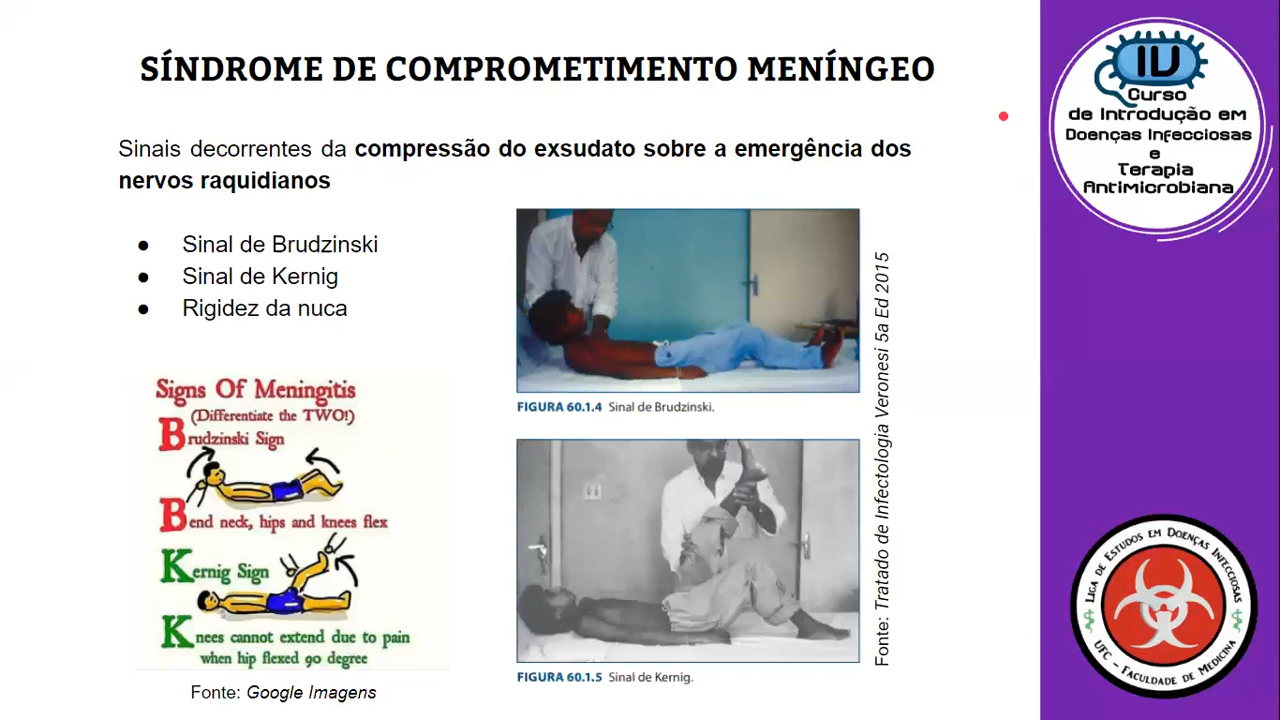 SÍNDROME DE COMPROMETIMENTO MENÍNGEO
Sinais decorrentes da compressão do exsudato sobre a emergência dos
nervos raquidianos
● Sinal de Brudzinski
● Sinal de Kernig
● Rigidez da nuca
Signs Of Meningitis
(Differentiate the TWO!)
Brudzinski Sign
Bend neck, hips and knees flex
Kernig Sign
Knees cannot extend due to pain
when hip flexed 90 degree
Fonte: Google Imagens
FIGURA 60.1.4 Sinal de Brudzinski.
FIGURA 60.1.5 Sinal de Kernig.
Fonte: Tratado de Infectologia Veronesi 5a Ed 2015
IV
Curso
de Introdução em
Doenças Infecciosas
e
Terapia
Antimicrobiana
LIGA DE ESTUDOS EM DOENÇAS INFECCIOSAS
UFC - FACULDADE DE MEDICINA